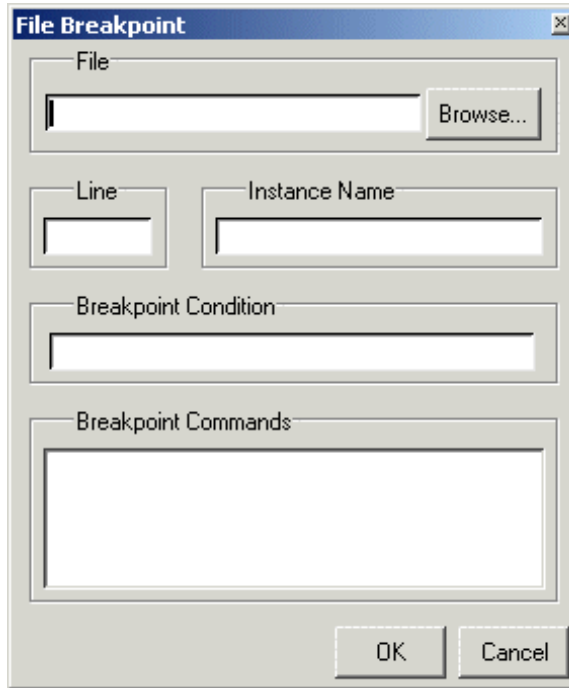 File Breakpoint
File
Browse...
Line
Instance Name
Breakpoint Condition
Breakpoint Commands
OK
Cancel